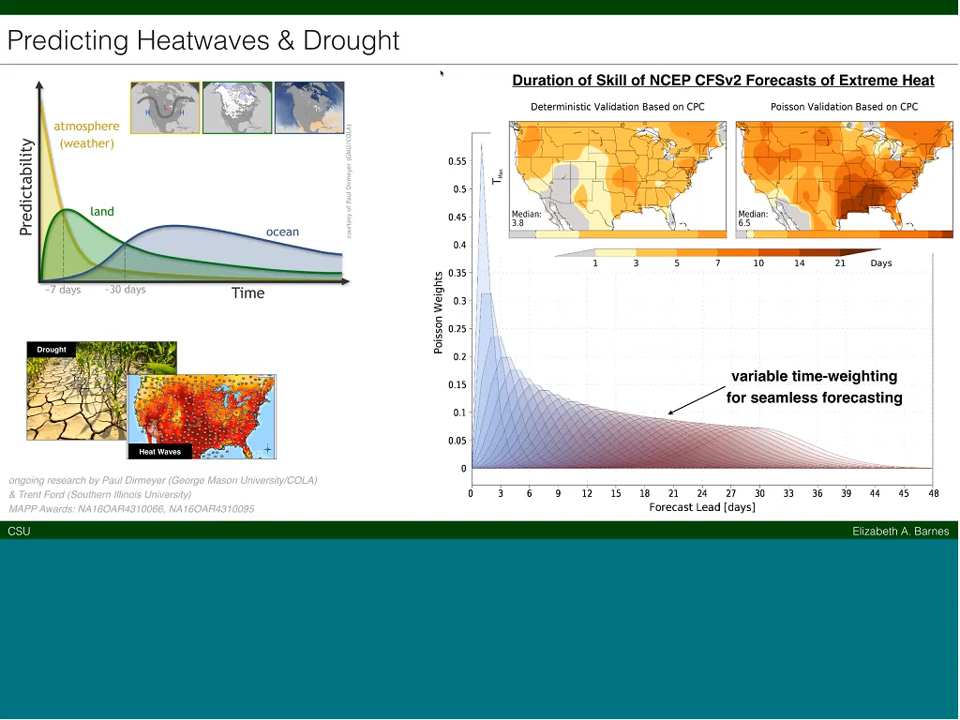 Predicting Heatwaves & Drought
Predictability
atmosphere
(weather)
land
ocean
~7 days
~30 days
Time
courtesy of Paul Dirmeyer (GMU/COLA)
L
H
H
Drought
Heat Waves
ongoing research by Paul Dirmeyer (George Mason University/COLA)
& Trent Ford (Southern Illinois University)
MAPP Awards: NA16OAR4310066, NA16OAR4310095
Duration of Skill of NCEP CFSv2 Forecasts of Extreme Heat
Deterministic Validation Based on CPC
Poisson Validation Based on CPC
TMax
Median:
3.8
Median:
6.5
1 3 5 7 10 14 21 Days
Poisson Weights
0.55
0.5
0.45
0.4
0.35
0.3
0.25
0.2
0.15
0.1
0.05
0
variable time-weighting
for seamless forecasting
0 3 6 9 12 15 18 21 24 27 30 33 36 39 44 45 48
Forecast Lead [days]
CSU
Elizabeth A. Barnes